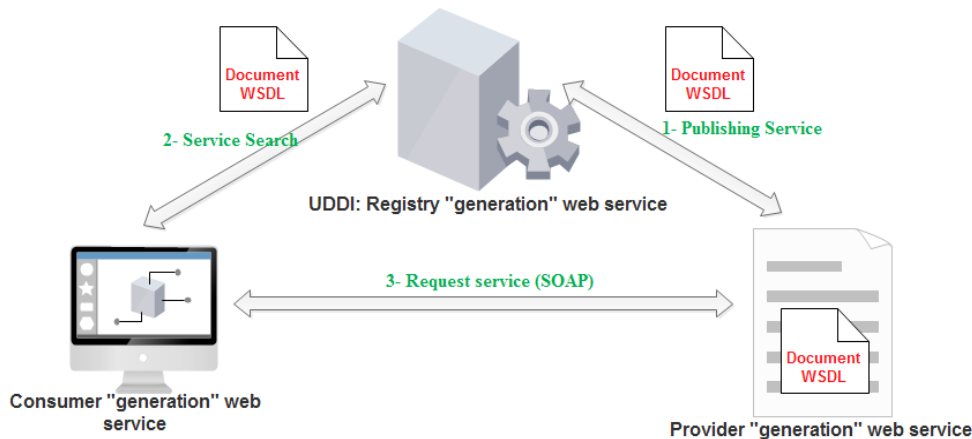 Document
WSDL
Document
WSDL
2- Service Search
1- Publishing Service
UDDI: Registry "generation" web service
3- Request service (SOAP)
Document
WSDL
Consumer "generation" web
service
Provider "generation" web service